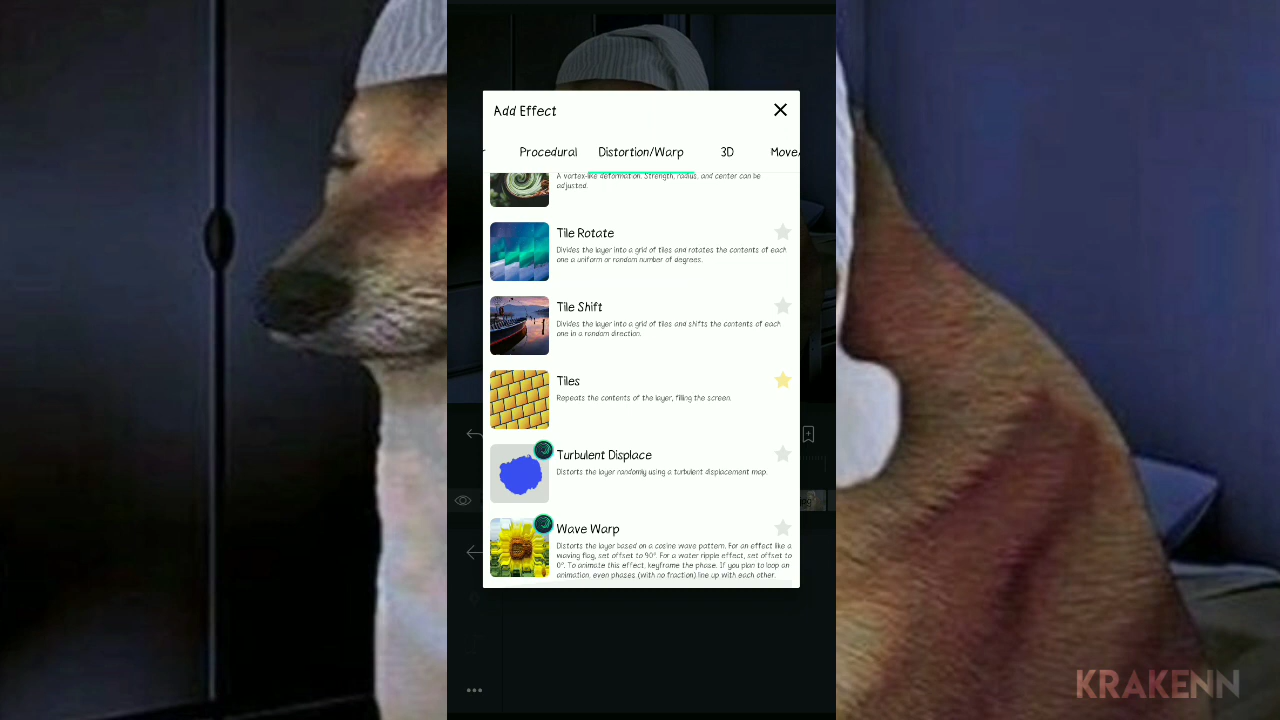 Add Effect
r Procedural Distortion/Warp 3D Move/
A vortex-like deformation. Strength, radius, and center can be
adjusted.
Tile Rotate
Divides the layer into a grid of tiles and rotates the contents of each
one a uniform or random number of degrees.
Tile Shift
Divides the layer into a grid of tiles and shifts the contents of each
one in a random direction.
Tiles
Repeats the contents of the layer, filling the screen.
Turbulent Displace
Distorts the layer randomly using a turbulent displacement map.
Wave Warp
Distorts the layer based on a cosine wave pattern. For an effect like a
waving flag, set offset to 90°. For a water ripple effect, set offset to
0°. To animate this effect, keyframe the phase. If you plan to loop an
animation, even phases (with no fraction) line up with each other.
KRAKENN